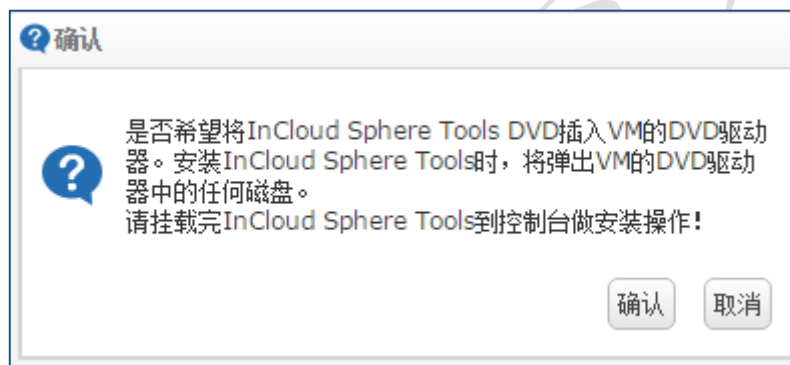 确认
是否希望将InCloud Sphere Tools DVD插入VM的DVD驱动
器。安装InCloud Sphere Tools时，将弹出VM的DVD驱动
器中的任何磁盘。
请挂载完InCloud Sphere Tools到控制台做安装操作!
确认 取消